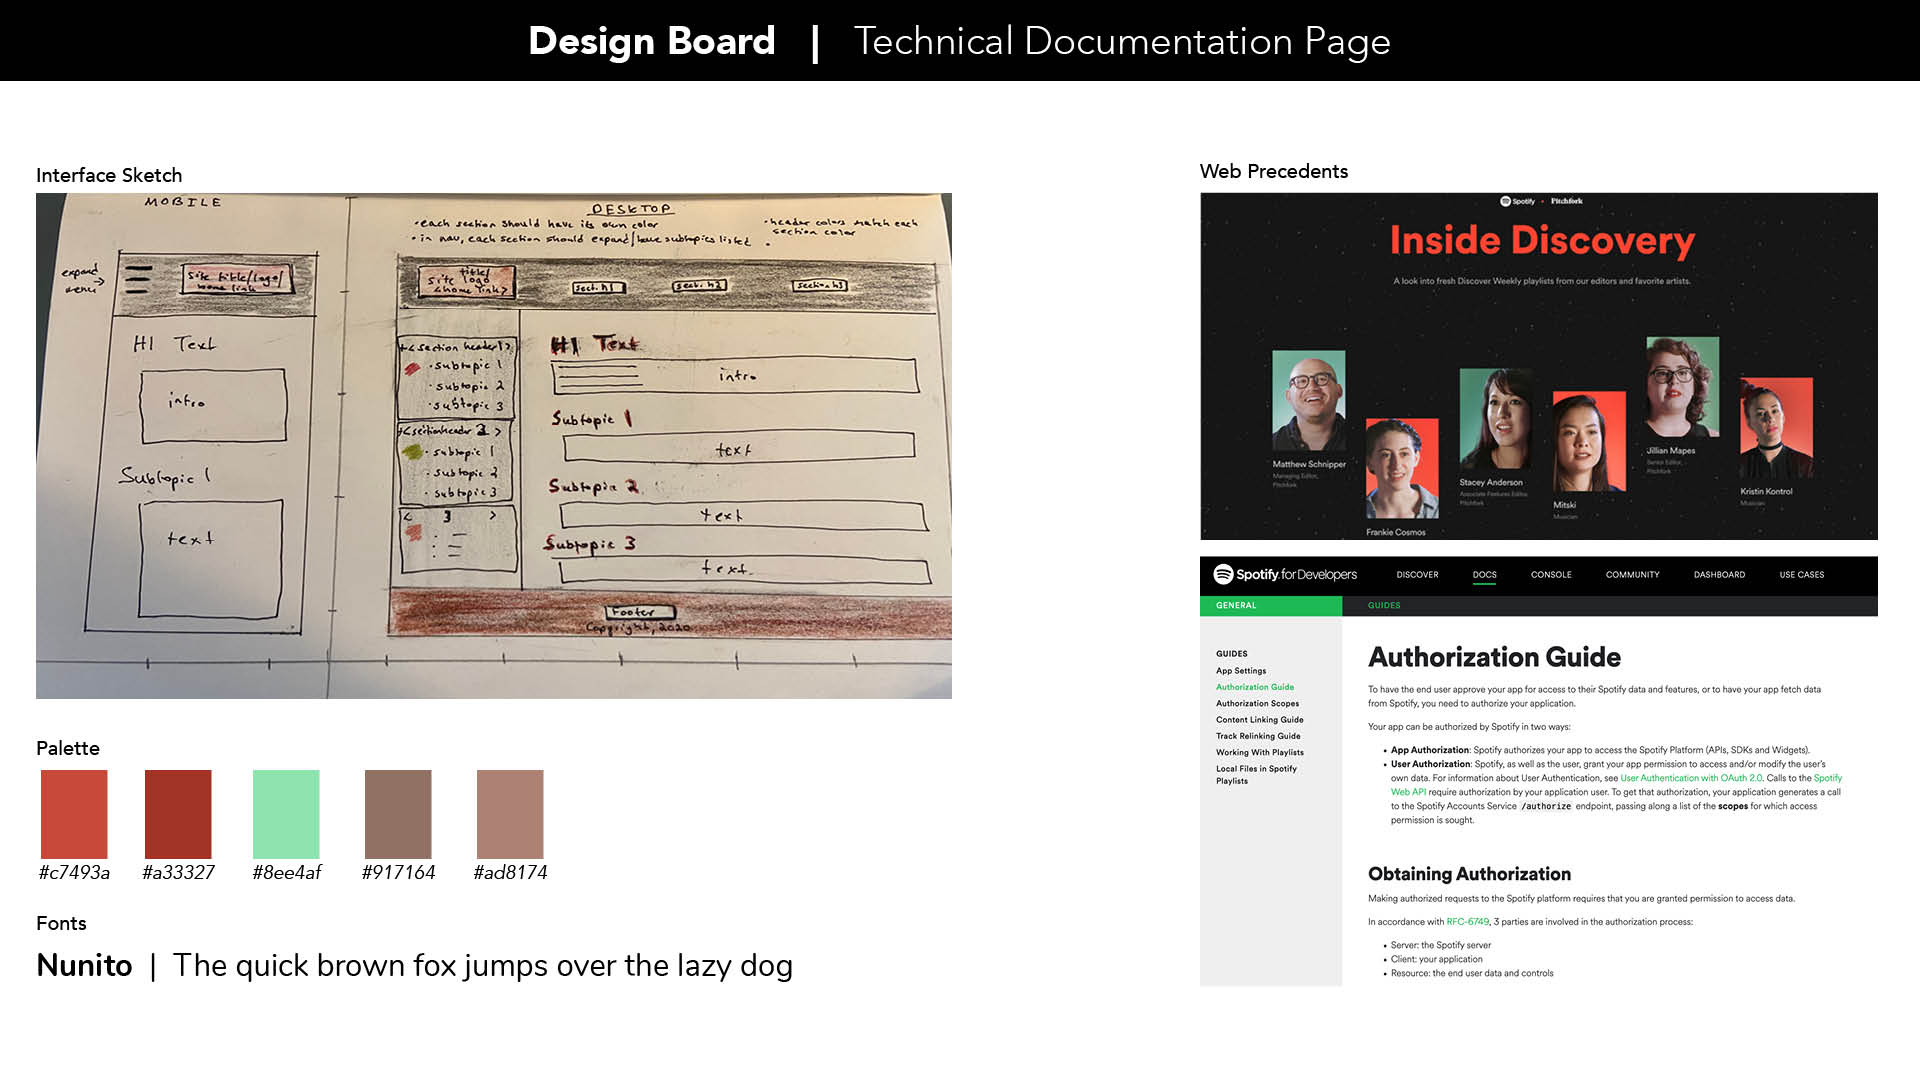 Design Board | Technical Documentation Page
Interface Sketch
MOBILE
expand
menu
site title/logo/
home link
H1 Text
intro
Subtopic 1
text
DESKTOP
• each section should have its own color
• in nav, each section should expand/have subtopics listed
• header colors match each
section color
title/
site logo
<home link>
sect. h1
sect. h2
section h3
<section header 1>
• subtopic 1
• subtopic 2
• subtopic 3
<section header 2>
• subtopic 1
• subtopic 2
• subtopic 3
< 3 >
H1 Text
intro
Subtopic 1
text
Subtopic 2
text
Subtopic 3
text
Footer
Copyright, 2020
Palette
#c7493a
#a33327
#8ee4af
#917164
#ad8174
Fonts
Nunito | The quick brown fox jumps over the lazy dog
Web Precedents
Spotify • Pitchfork
Inside Discovery
A look into fresh Discover Weekly playlists from our editors and favorite artists.
Matthew Schnipper
Managing Editor,
Pitchfork
Frankie Cosmos
Stacey Anderson
Associate Features Editor,
Pitchfork
Mitski
Musician
Jillian Mapes
Senior Editor,
Pitchfork
Kristin Kontrol
Musician
Spotify for Developers
DISCOVER
DOCS
CONSOLE
COMMUNITY
DASHBOARD
USE CASES
GENERAL
GUIDES
GUIDES
App Settings
Authorization Guide
Authorization Scopes
Content Linking Guide
Track Relinking Guide
Working With Playlists
Local Files in Spotify
Playlists
Authorization Guide
To have the end user approve your app for access to their Spotify data and features, or to have your app fetch data
from Spotify, you need to authorize your application.
Your app can be authorized by Spotify in two ways:
• App Authorization: Spotify authorizes your app to access the Spotify Platform (APIs, SDKs and Widgets).
• User Authorization: Spotify, as well as the user, grant your app permission to access and/or modify the user's
own data. For information about User Authentication, see User Authentication with OAuth 2.0. Calls to the Spotify
Web API require authorization by your application user. To get that authorization, your application generates a call
to the Spotify Accounts Service /authorize endpoint, passing along a list of the scopes for which access
permission is sought.
Obtaining Authorization
Making authorized requests to the Spotify platform requires that you are granted permission to access data.
In accordance with RFC-6749, 3 parties are involved in the authorization process:
• Server: the Spotify server
• Client: your application
• Resource: the end user data and controls